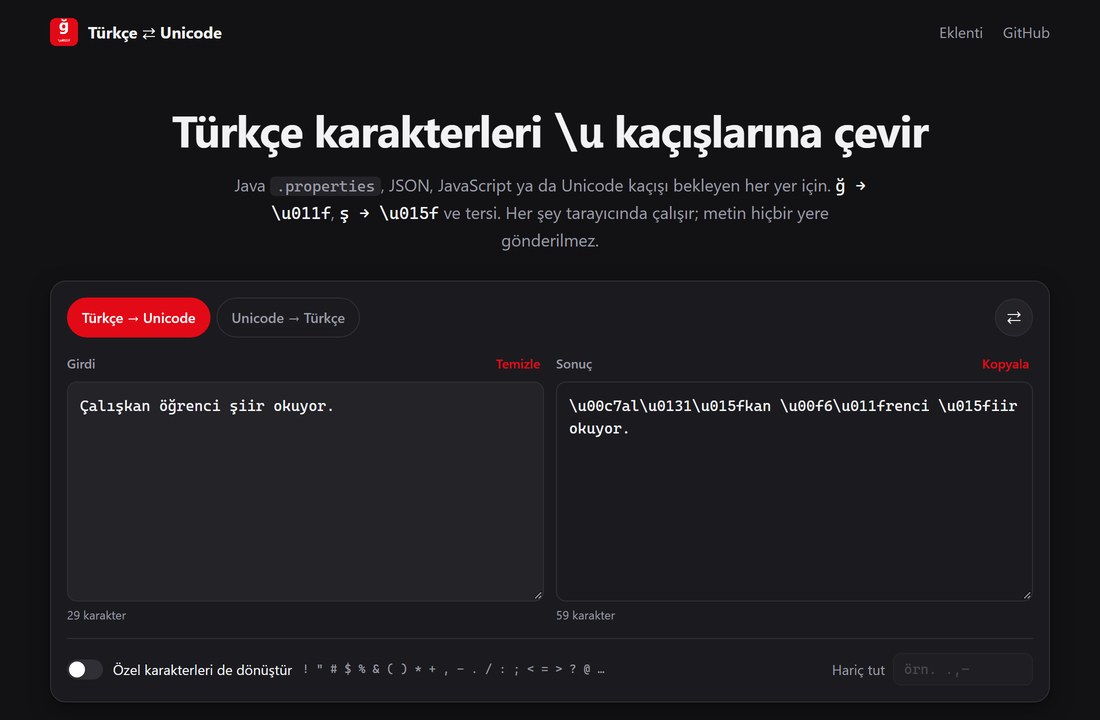 Türkçe ⇄ Unicode
Eklenti
GitHub
Türkçe karakterleri \u kaçışlarına çevir
Java .properties, JSON, JavaScript ya da Unicode kaçışı bekleyen her yer için. ğ →
\u011f, ş → \u015f ve tersi. Her şey tarayıcında çalışır; metin hiçbir yere
gönderilmez.
Türkçe → Unicode
Unicode → Türkçe
⇄
Girdi
Temizle
Sonuç
Kopyala
Çalışkan öğrenci şiir okuyor.
\u00c7al\u0131\u015fkan \u00f6\u011frenci \u015fiir
okuyor.
29 karakter
59 karakter
Özel karakterleri de dönüştür ! " # $ % & ( ) * + , − . / : ; < = > ? @ …
Hariç tut
örn. .,−